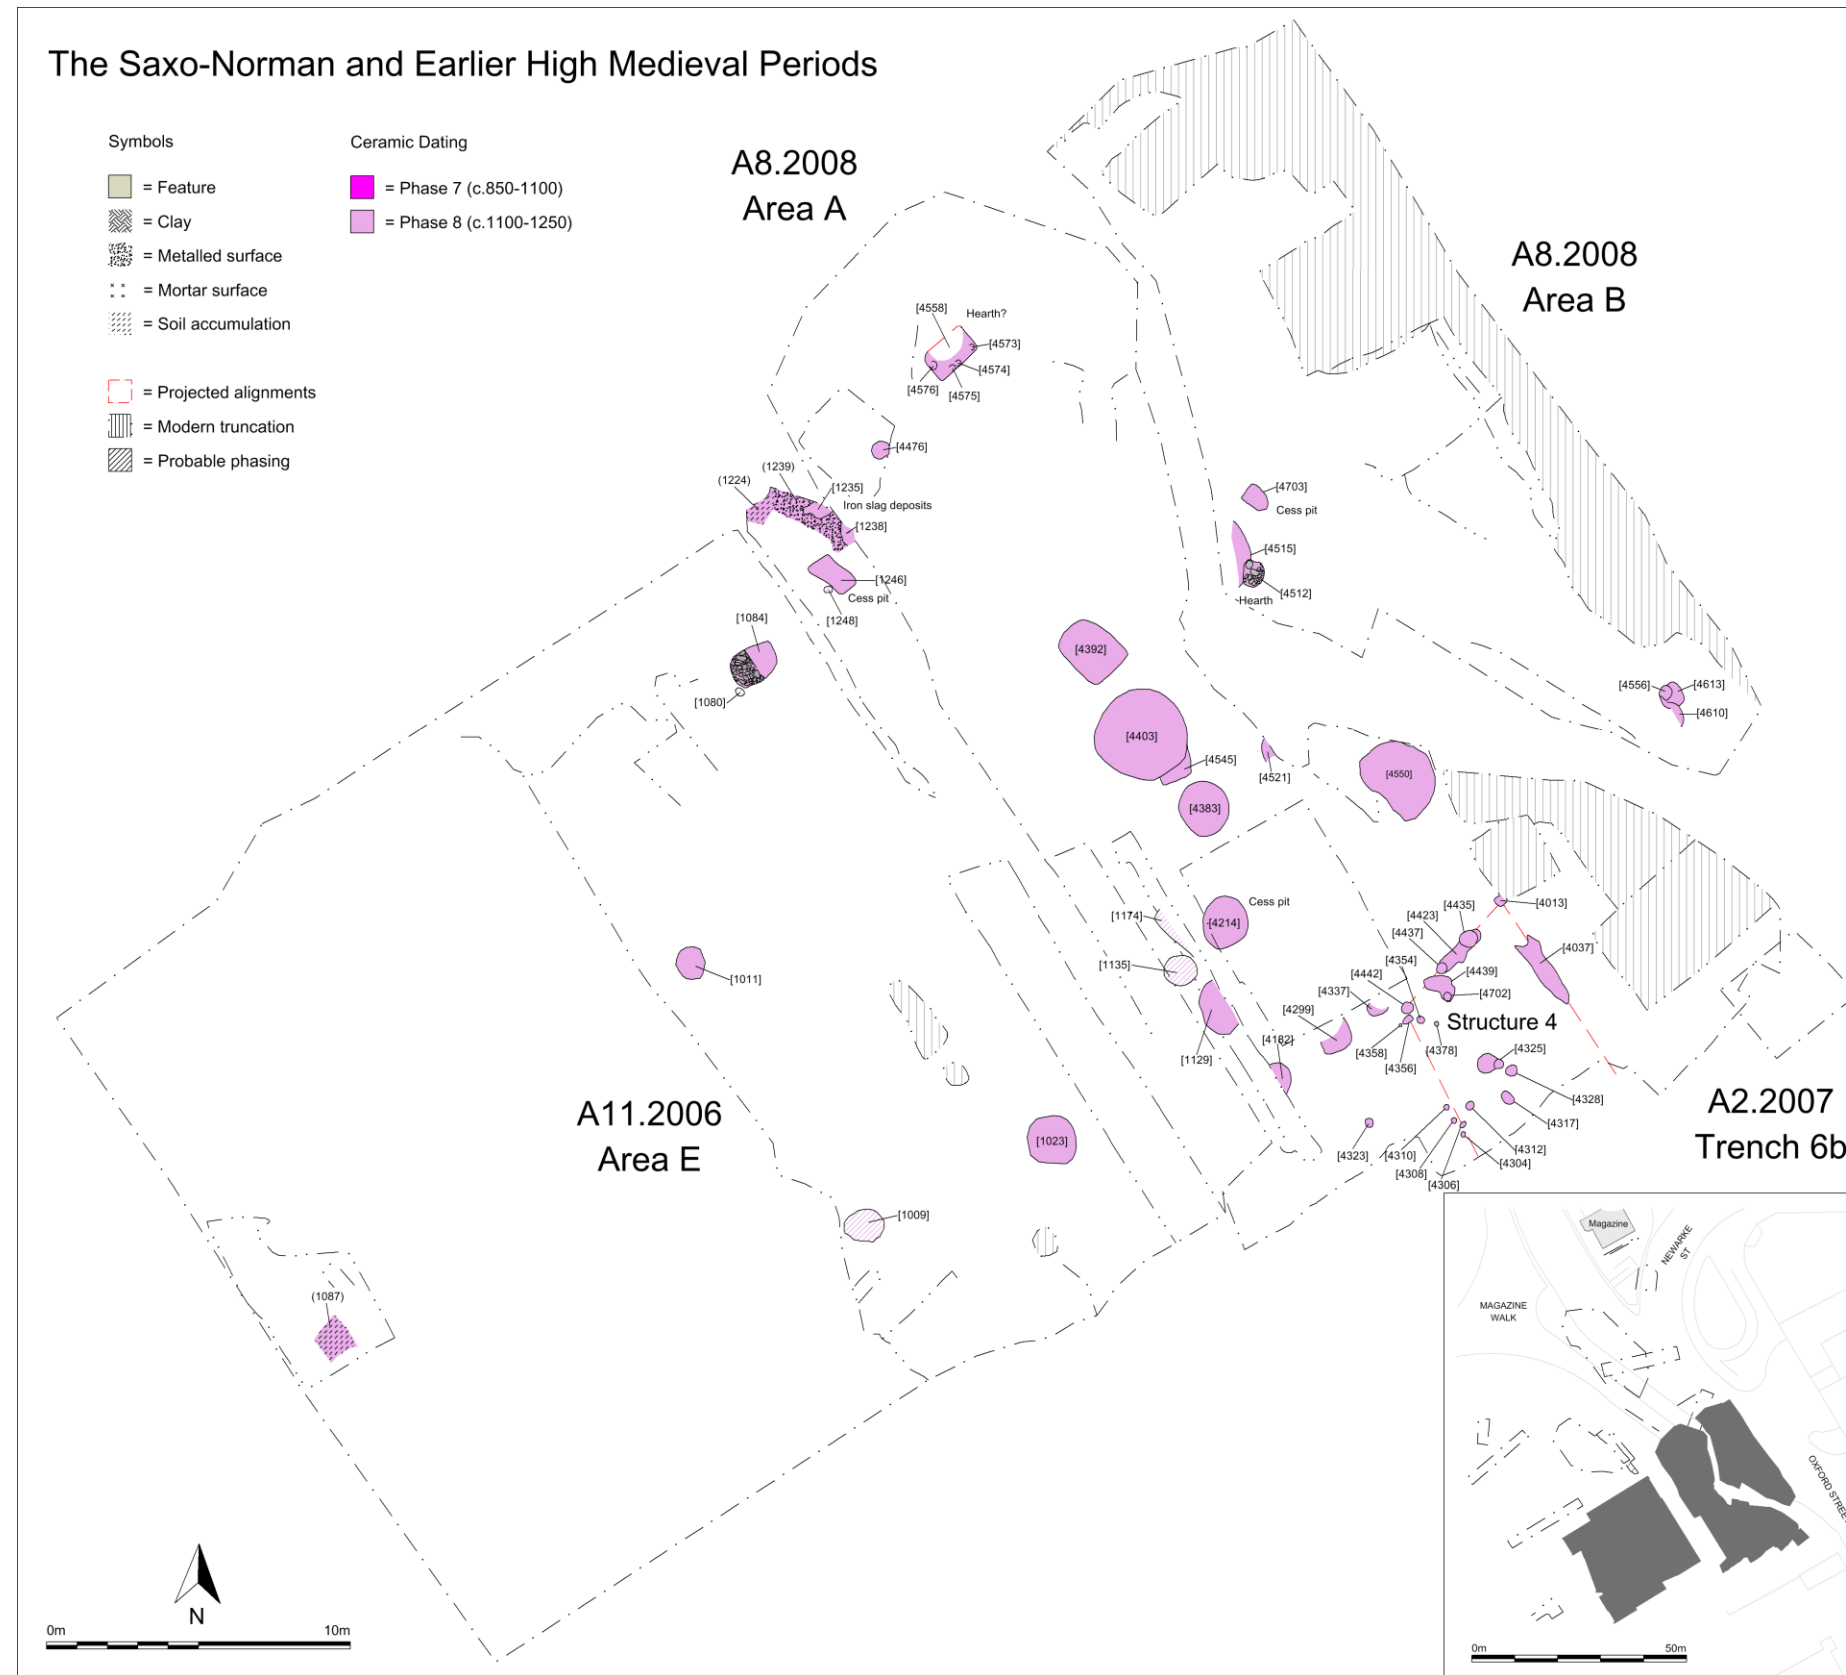 The Saxo-Norman and Earlier High Medieval Periods
Symbols
= Feature
= Clay
= Metalled surface
= Mortar surface
= Soil accumulation
= Projected alignments
= Modern truncation
= Probable phasing
Ceramic Dating
= Phase 7 (c.850-1100)
= Phase 8 (c.1100-1250)
A8.2008
Area A
A8.2008
Area B
[4558]
Hearth?
[4573]
[4574]
[4576]
[4575]
[4476]
(1239)
(1224)
[1235]
Iron slag deposits
[1238]
[1246]
Cess pit
[1248]
[1084]
[1080]
[4703]
Cess pit
[4515]
[4512]
Hearth
[4392]
[4403]
[4545]
[4383]
[4521]
[4550]
[4556]
[4613]
[4610]
[1174]
[4214]
Cess pit
[1135]
[1129]
[4182]
[4299]
[4337]
[4442]
[4354]
[4437]
[4423]
[4435]
[4013]
[4037]
[4439]
[4702]
Structure 4
[4358]
[4356]
[4378]
[4325]
[4328]
[4317]
[4312]
[4304]
[4306]
[4308]
[4310]
[4323]
[1011]
[1023]
[1009]
(1087)
A11.2006
Area E
A2.2007
Trench 6b
N
0m
10m
Magazine
NEWARKE
ST
MAGAZINE
WALK
OXFORD STREET
0m
50m